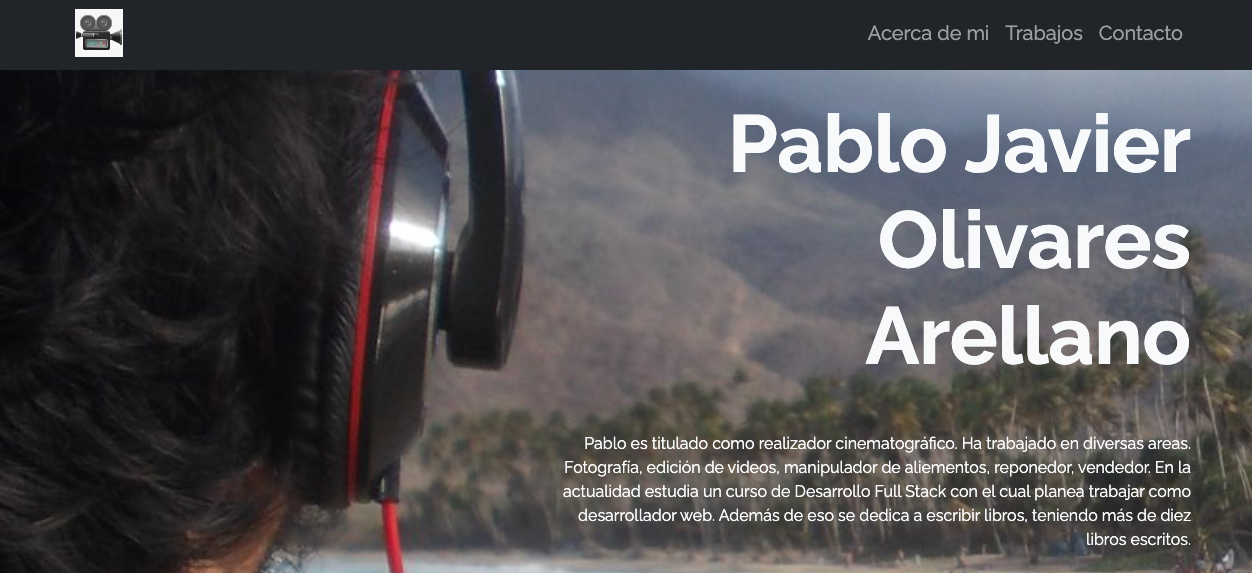 Acerca de mi Trabajos Contacto
Pablo Javier
Olivares
Arellano
Pablo es titulado como realizador cinematográfico. Ha trabajado en diversas areas.
Fotografía, edición de videos, manipulador de aliementos, reponedor, vendedor. En la
actualidad estudia un curso de Desarrollo Full Stack con el cual planea trabajar como
desarrollador web. Además de eso se dedica a escribir libros, teniendo más de diez
libros escritos.